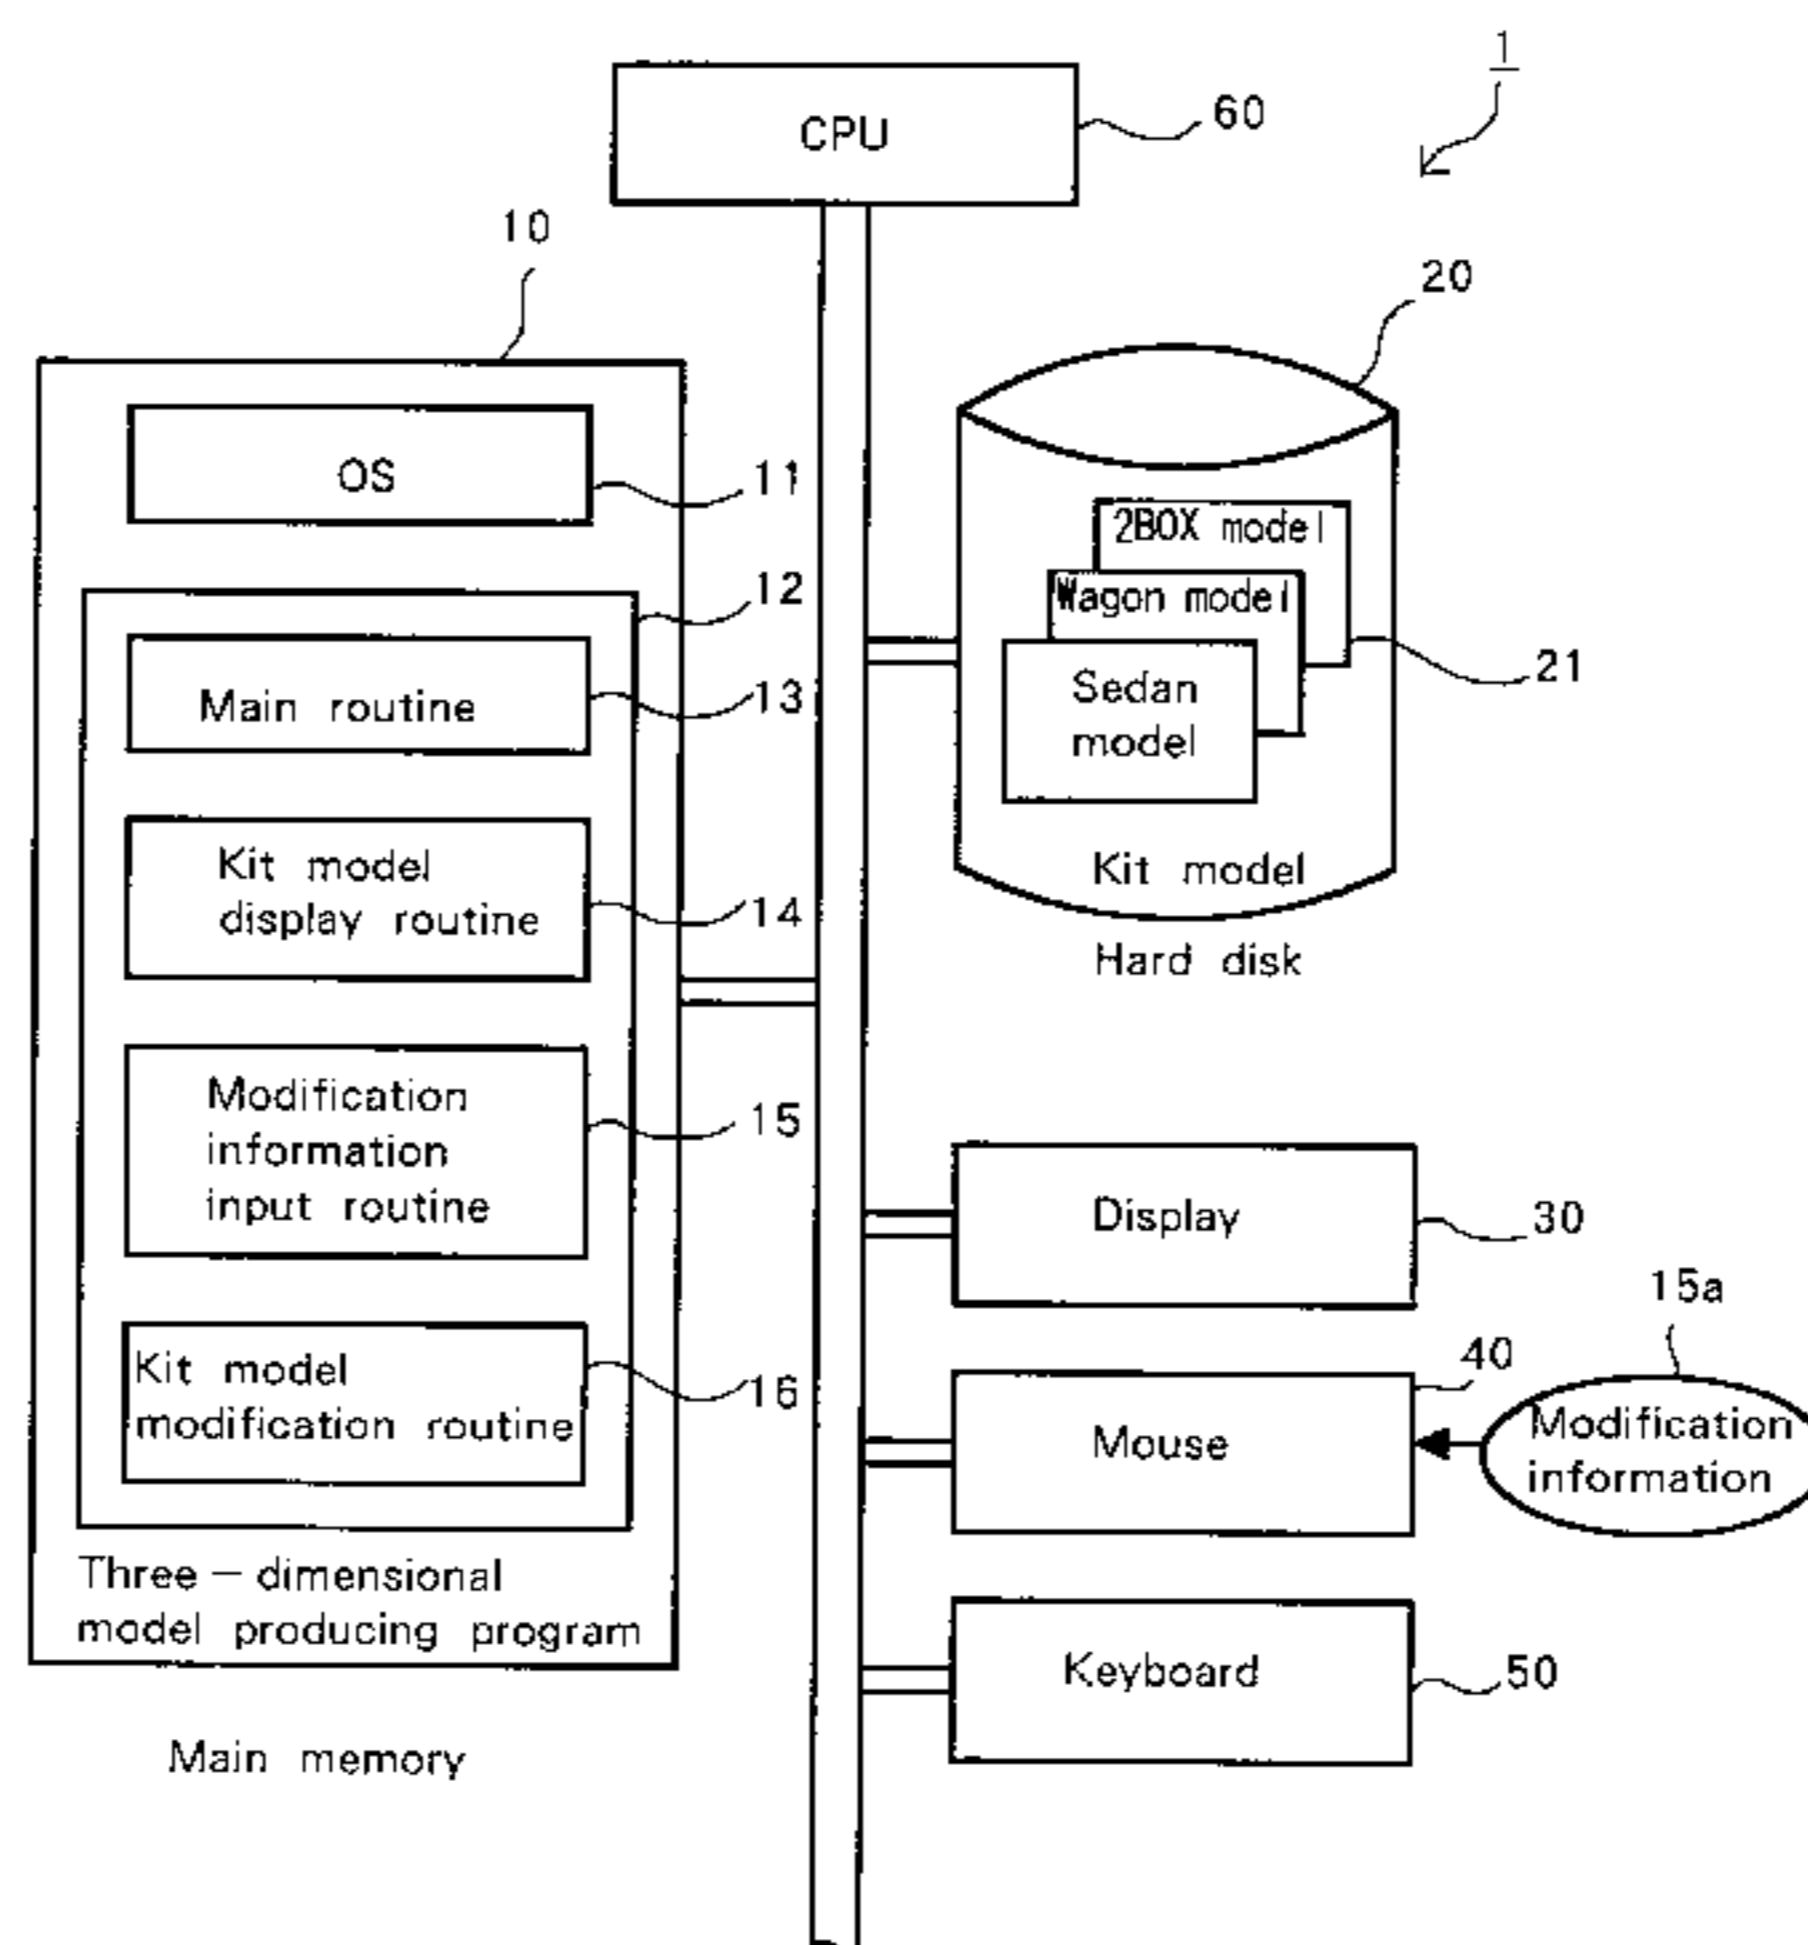 1
CPU
60
10
20
OS
11
2BOX model
12
Wagon model
Main routine
13
Sedan
model
21
Kit model
display routine
14
Kit model
Hard disk
Modification
information
input routine
15
Display
30
15a
Kit model
modification routine
16
40
Mouse
Modification
information
Three-dimensional
model producing program
Keyboard
50
Main memory